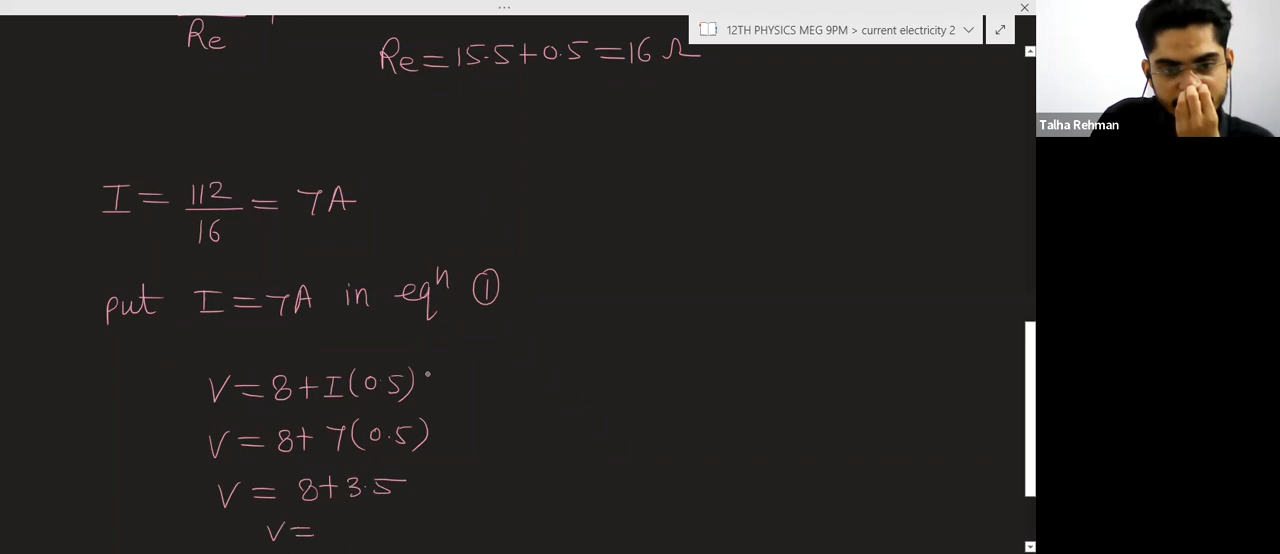 Re
12TH PHYSICS MEG 9PM > current electricity 2
Re = 15.5 + 0.5 = 16 Ω
Talha Rehman
I = 112/16 = 7A
put I = 7A in eqn ①
V = 8 + I(0.5)
V = 8 + 7(0.5)
V = 8 + 3.5
V =